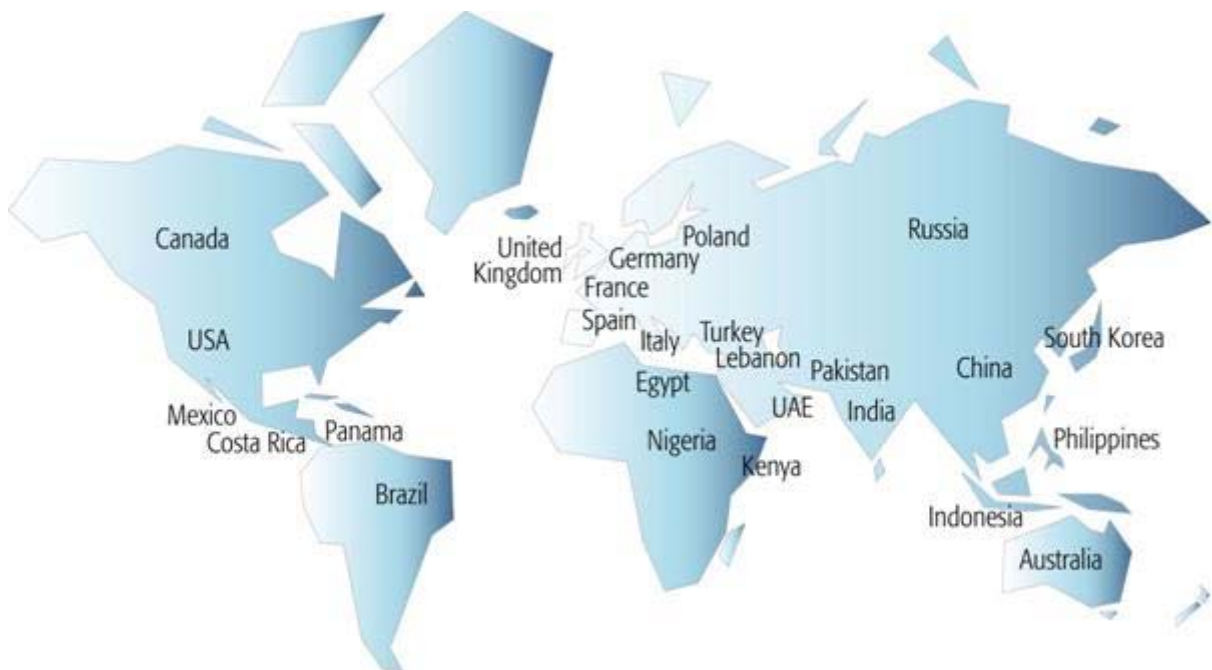 Canada
USA
Mexico
Costa Rica
Panama
Brazil
United
Kingdom
Poland
Germany
France
Spain
Italy
Turkey
Lebanon
Egypt
Nigeria
Kenya
UAE
Pakistan
India
Russia
China
South Korea
Philippines
Indonesia
Australia